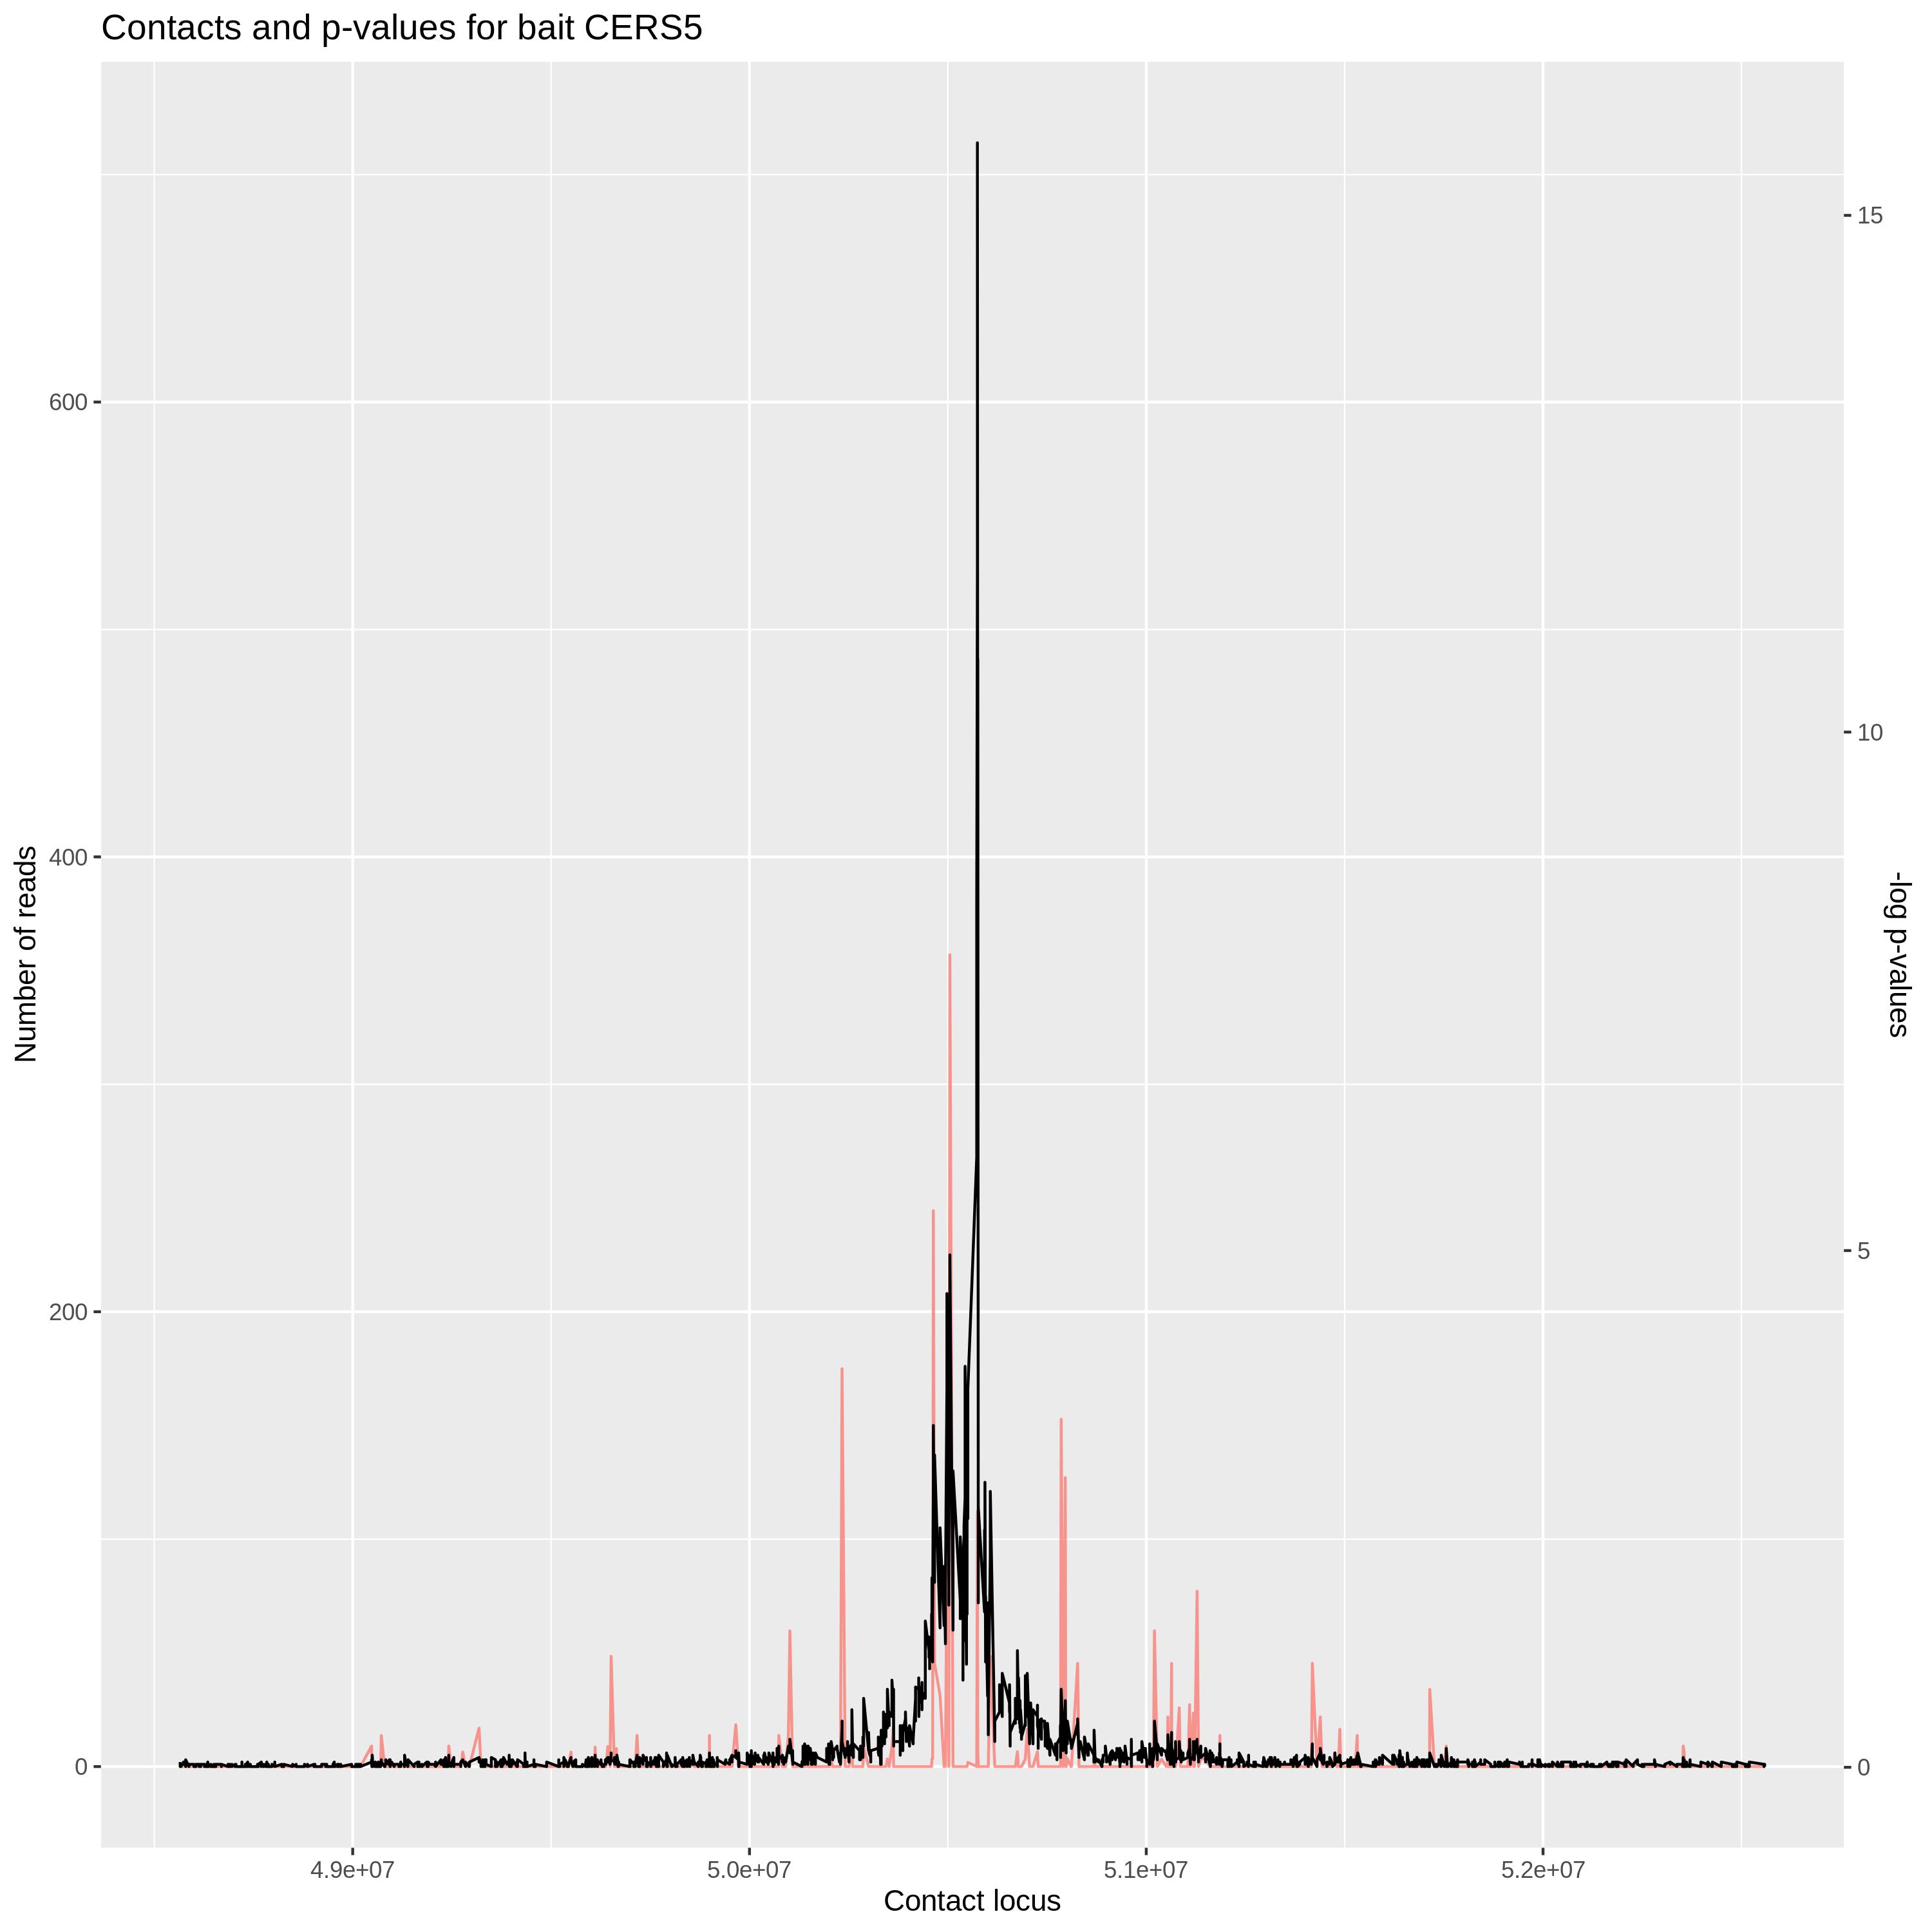 Contacts and p-values for bait CERS5
600
400
200
0
Number of reads
15
10
5
0
-log p-values
4.9e+07
5.0e+07
5.1e+07
5.2e+07
Contact locus